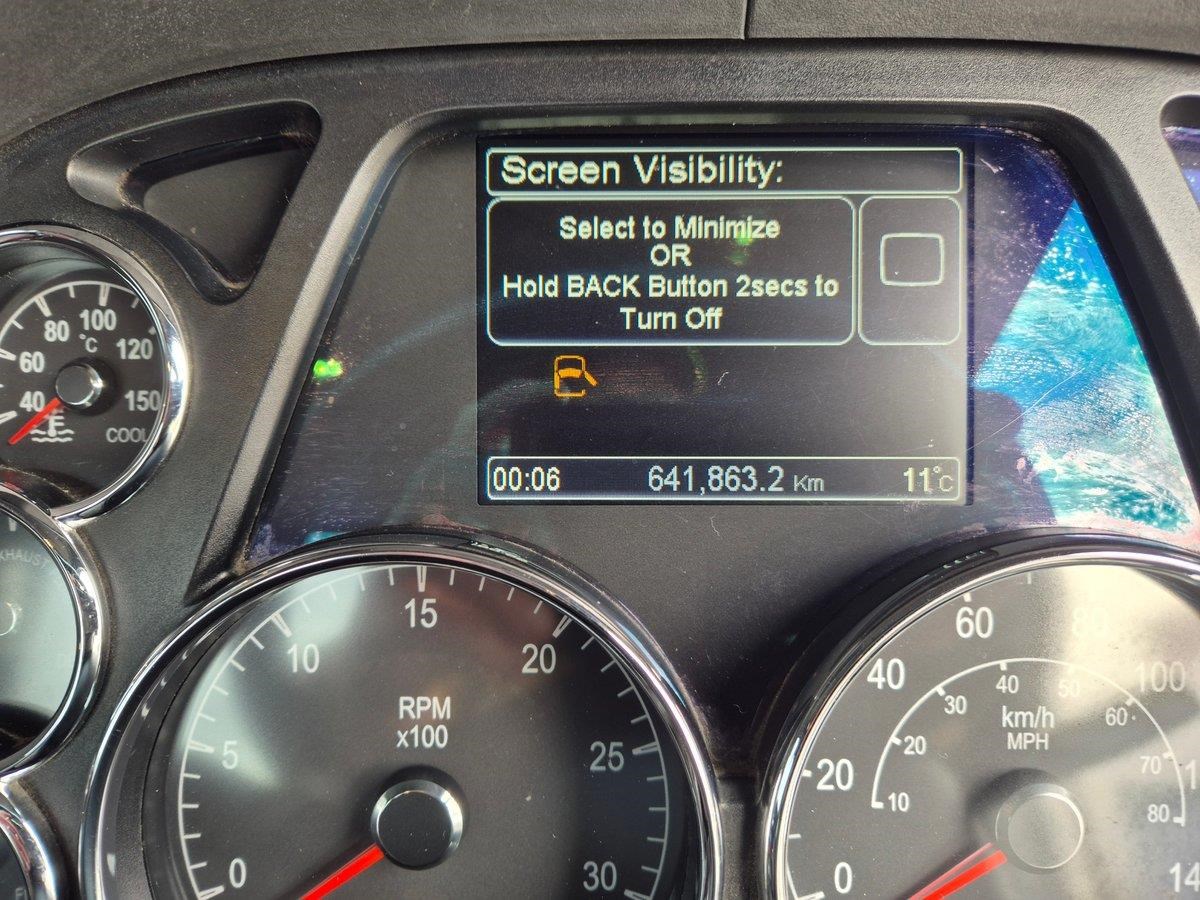 Screen Visibility:
Select to Minimize
OR
Hold BACK Button 2secs to
Turn Off
00:06 641,863.2 Km 11°C
40 60 80 100 120 150
°C
COOL
0 5 10 15 20 25 30
RPM
x100
0 20 40 60 80 100 14
km/h
MPH
10 20 30 40 50 60 70 80